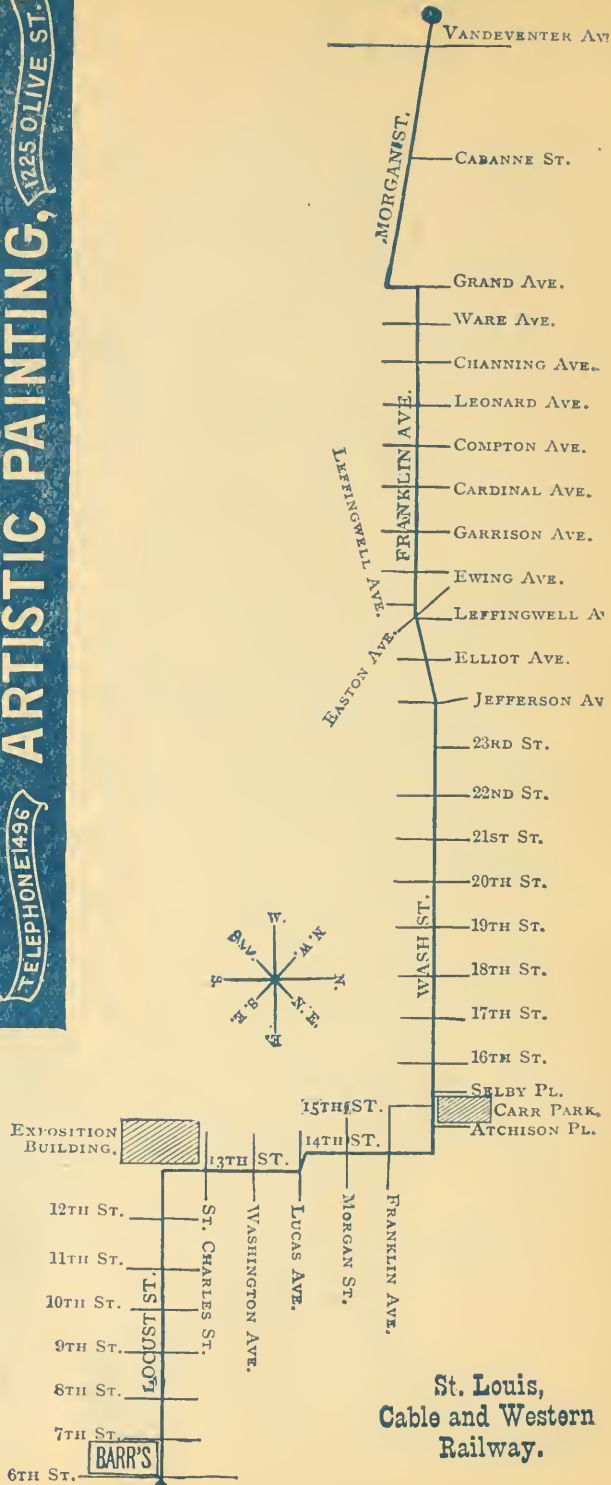 ARTISTIC PAINTING,
1225 OLIVE ST.
TELEPHONE 1496
VANDEVENTER AV
MORGAN ST.
CABANNE ST.
GRAND AVE.
WARE AVE.
CHANNING AVE.
LEONARD AVE.
FRANKLIN AVE.
COMPTON AVE.
CARDINAL AVE.
LEFFINGWELL AVE.
GARRISON AVE.
EWING AVE.
LEFFINGWELL A
EASTON AVE.
ELLIOT AVE.
JEFFERSON AV
23RD ST.
22ND ST.
21ST ST.
20TH ST.
WASH ST.
19TH ST.
18TH ST.
17TH ST.
16TH ST.
W.
N.W.
N.
N.E.
E.
S.E.
S.
S.W.
SELBY PL.
CARR PARK.
ATCHISON PL.
15TH ST.
14TH ST.
EXPOSITION
BUILDING.
13TH ST.
ST. CHARLES ST.
WASHINGTON AVE.
LUCAS AVE.
MORGAN ST.
FRANKLIN AVE.
12TH ST.
11TH ST.
10TH ST.
LOCUST ST.
9TH ST.
8TH ST.
7TH ST.
BARR'S
6TH ST.
St. Louis,
Cable and Western
Railway.